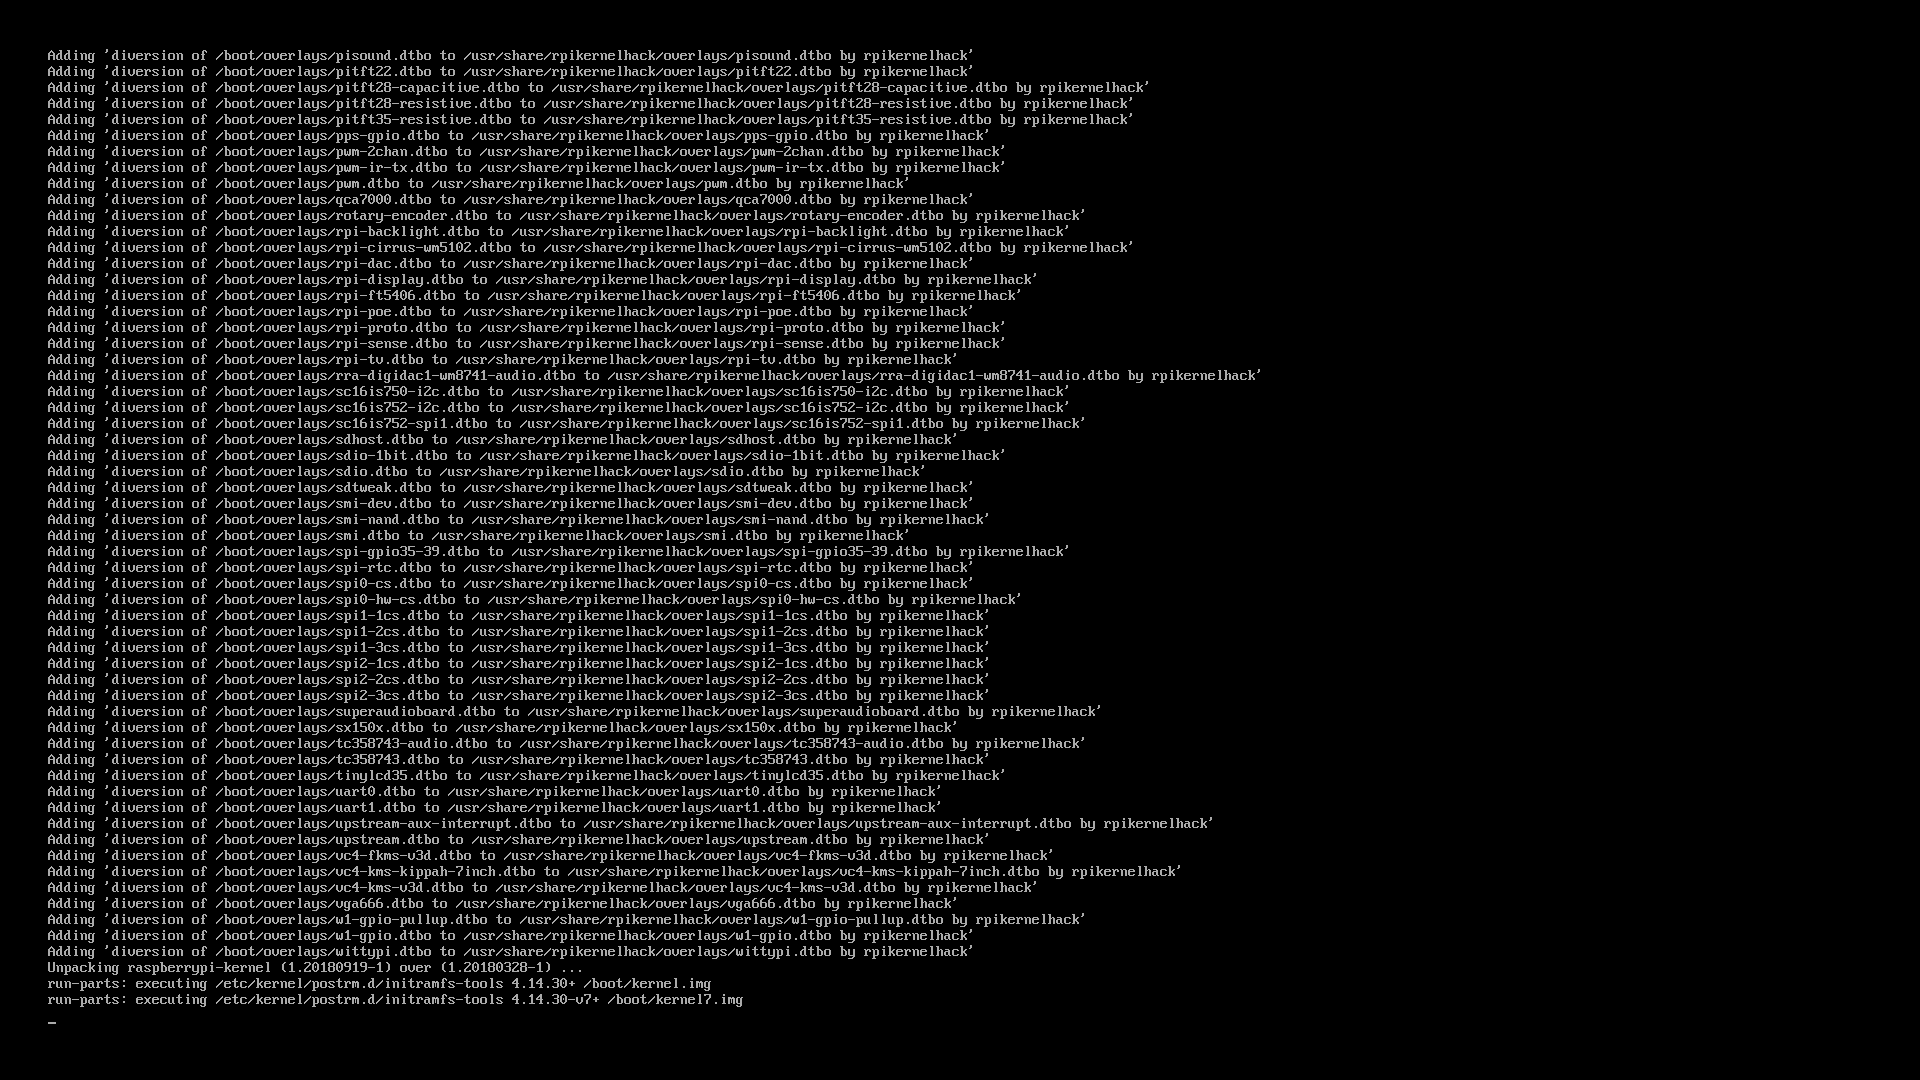 Adding 'diversion of /boot/overlays/pisound.dtbo to /usr/share/rpikernelhack/overlays/pisound.dtbo by rpikernelhack'
Adding 'diversion of /boot/overlays/pitft22.dtbo to /usr/share/rpikernelhack/overlays/pitft22.dtbo by rpikernelhack'
Adding 'diversion of /boot/overlays/pitft28-capacitive.dtbo to /usr/share/rpikernelhack/overlays/pitft28-capacitive.dtbo by rpikernelhack'
Adding 'diversion of /boot/overlays/pitft28-resistive.dtbo to /usr/share/rpikernelhack/overlays/pitft28-resistive.dtbo by rpikernelhack'
Adding 'diversion of /boot/overlays/pitft35-resistive.dtbo to /usr/share/rpikernelhack/overlays/pitft35-resistive.dtbo by rpikernelhack'
Adding 'diversion of /boot/overlays/pps-gpio.dtbo to /usr/share/rpikernelhack/overlays/pps-gpio.dtbo by rpikernelhack'
Adding 'diversion of /boot/overlays/pwm-2chan.dtbo to /usr/share/rpikernelhack/overlays/pwm-2chan.dtbo by rpikernelhack'
Adding 'diversion of /boot/overlays/pwm-ir-tx.dtbo to /usr/share/rpikernelhack/overlays/pwm-ir-tx.dtbo by rpikernelhack'
Adding 'diversion of /boot/overlays/pwm.dtbo to /usr/share/rpikernelhack/overlays/pwm.dtbo by rpikernelhack'
Adding 'diversion of /boot/overlays/qca7000.dtbo to /usr/share/rpikernelhack/overlays/qca7000.dtbo by rpikernelhack'
Adding 'diversion of /boot/overlays/rotary-encoder.dtbo to /usr/share/rpikernelhack/overlays/rotary-encoder.dtbo by rpikernelhack'
Adding 'diversion of /boot/overlays/rpi-backlight.dtbo to /usr/share/rpikernelhack/overlays/rpi-backlight.dtbo by rpikernelhack'
Adding 'diversion of /boot/overlays/rpi-cirrus-wm5102.dtbo to /usr/share/rpikernelhack/overlays/rpi-cirrus-wm5102.dtbo by rpikernelhack'
Adding 'diversion of /boot/overlays/rpi-dac.dtbo to /usr/share/rpikernelhack/overlays/rpi-dac.dtbo by rpikernelhack'
Adding 'diversion of /boot/overlays/rpi-display.dtbo to /usr/share/rpikernelhack/overlays/rpi-display.dtbo by rpikernelhack'
Adding 'diversion of /boot/overlays/rpi-ft5406.dtbo to /usr/share/rpikernelhack/overlays/rpi-ft5406.dtbo by rpikernelhack'
Adding 'diversion of /boot/overlays/rpi-poe.dtbo to /usr/share/rpikernelhack/overlays/rpi-poe.dtbo by rpikernelhack'
Adding 'diversion of /boot/overlays/rpi-proto.dtbo to /usr/share/rpikernelhack/overlays/rpi-proto.dtbo by rpikernelhack'
Adding 'diversion of /boot/overlays/rpi-sense.dtbo to /usr/share/rpikernelhack/overlays/rpi-sense.dtbo by rpikernelhack'
Adding 'diversion of /boot/overlays/rpi-tv.dtbo to /usr/share/rpikernelhack/overlays/rpi-tv.dtbo by rpikernelhack'
Adding 'diversion of /boot/overlays/rra-digidac1-wm8741-audio.dtbo to /usr/share/rpikernelhack/overlays/rra-digidac1-wm8741-audio.dtbo by rpikernelhack'
Adding 'diversion of /boot/overlays/sc16is750-i2c.dtbo to /usr/share/rpikernelhack/overlays/sc16is750-i2c.dtbo by rpikernelhack'
Adding 'diversion of /boot/overlays/sc16is752-i2c.dtbo to /usr/share/rpikernelhack/overlays/sc16is752-i2c.dtbo by rpikernelhack'
Adding 'diversion of /boot/overlays/sc16is752-spi1.dtbo to /usr/share/rpikernelhack/overlays/sc16is752-spi1.dtbo by rpikernelhack'
Adding 'diversion of /boot/overlays/sdhost.dtbo to /usr/share/rpikernelhack/overlays/sdhost.dtbo by rpikernelhack'
Adding 'diversion of /boot/overlays/sdio-1bit.dtbo to /usr/share/rpikernelhack/overlays/sdio-1bit.dtbo by rpikernelhack'
Adding 'diversion of /boot/overlays/sdio.dtbo to /usr/share/rpikernelhack/overlays/sdio.dtbo by rpikernelhack'
Adding 'diversion of /boot/overlays/sdtweak.dtbo to /usr/share/rpikernelhack/overlays/sdtweak.dtbo by rpikernelhack'
Adding 'diversion of /boot/overlays/smi-dev.dtbo to /usr/share/rpikernelhack/overlays/smi-dev.dtbo by rpikernelhack'
Adding 'diversion of /boot/overlays/smi-nand.dtbo to /usr/share/rpikernelhack/overlays/smi-nand.dtbo by rpikernelhack'
Adding 'diversion of /boot/overlays/smi.dtbo to /usr/share/rpikernelhack/overlays/smi.dtbo by rpikernelhack'
Adding 'diversion of /boot/overlays/spi-gpio35-39.dtbo to /usr/share/rpikernelhack/overlays/spi-gpio35-39.dtbo by rpikernelhack'
Adding 'diversion of /boot/overlays/spi-rtc.dtbo to /usr/share/rpikernelhack/overlays/spi-rtc.dtbo by rpikernelhack'
Adding 'diversion of /boot/overlays/spi0-cs.dtbo to /usr/share/rpikernelhack/overlays/spi0-cs.dtbo by rpikernelhack'
Adding 'diversion of /boot/overlays/spi0-hw-cs.dtbo to /usr/share/rpikernelhack/overlays/spi0-hw-cs.dtbo by rpikernelhack'
Adding 'diversion of /boot/overlays/spi1-1cs.dtbo to /usr/share/rpikernelhack/overlays/spi1-1cs.dtbo by rpikernelhack'
Adding 'diversion of /boot/overlays/spi1-2cs.dtbo to /usr/share/rpikernelhack/overlays/spi1-2cs.dtbo by rpikernelhack'
Adding 'diversion of /boot/overlays/spi1-3cs.dtbo to /usr/share/rpikernelhack/overlays/spi1-3cs.dtbo by rpikernelhack'
Adding 'diversion of /boot/overlays/spi2-1cs.dtbo to /usr/share/rpikernelhack/overlays/spi2-1cs.dtbo by rpikernelhack'
Adding 'diversion of /boot/overlays/spi2-2cs.dtbo to /usr/share/rpikernelhack/overlays/spi2-2cs.dtbo by rpikernelhack'
Adding 'diversion of /boot/overlays/spi2-3cs.dtbo to /usr/share/rpikernelhack/overlays/spi2-3cs.dtbo by rpikernelhack'
Adding 'diversion of /boot/overlays/superaudioboard.dtbo to /usr/share/rpikernelhack/overlays/superaudioboard.dtbo by rpikernelhack'
Adding 'diversion of /boot/overlays/sx150x.dtbo to /usr/share/rpikernelhack/overlays/sx150x.dtbo by rpikernelhack'
Adding 'diversion of /boot/overlays/tc358743-audio.dtbo to /usr/share/rpikernelhack/overlays/tc358743-audio.dtbo by rpikernelhack'
Adding 'diversion of /boot/overlays/tc358743.dtbo to /usr/share/rpikernelhack/overlays/tc358743.dtbo by rpikernelhack'
Adding 'diversion of /boot/overlays/tinylcd35.dtbo to /usr/share/rpikernelhack/overlays/tinylcd35.dtbo by rpikernelhack'
Adding 'diversion of /boot/overlays/uart0.dtbo to /usr/share/rpikernelhack/overlays/uart0.dtbo by rpikernelhack'
Adding 'diversion of /boot/overlays/uart1.dtbo to /usr/share/rpikernelhack/overlays/uart1.dtbo by rpikernelhack'
Adding 'diversion of /boot/overlays/upstream-aux-interrupt.dtbo to /usr/share/rpikernelhack/overlays/upstream-aux-interrupt.dtbo by rpikernelhack'
Adding 'diversion of /boot/overlays/upstream.dtbo to /usr/share/rpikernelhack/overlays/upstream.dtbo by rpikernelhack'
Adding 'diversion of /boot/overlays/vc4-fkms-v3d.dtbo to /usr/share/rpikernelhack/overlays/vc4-fkms-v3d.dtbo by rpikernelhack'
Adding 'diversion of /boot/overlays/vc4-kms-kippah-7inch.dtbo to /usr/share/rpikernelhack/overlays/vc4-kms-kippah-7inch.dtbo by rpikernelhack'
Adding 'diversion of /boot/overlays/vc4-kms-v3d.dtbo to /usr/share/rpikernelhack/overlays/vc4-kms-v3d.dtbo by rpikernelhack'
Adding 'diversion of /boot/overlays/vga666.dtbo to /usr/share/rpikernelhack/overlays/vga666.dtbo by rpikernelhack'
Adding 'diversion of /boot/overlays/w1-gpio-pullup.dtbo to /usr/share/rpikernelhack/overlays/w1-gpio-pullup.dtbo by rpikernelhack'
Adding 'diversion of /boot/overlays/w1-gpio.dtbo to /usr/share/rpikernelhack/overlays/w1-gpio.dtbo by rpikernelhack'
Adding 'diversion of /boot/overlays/wittypi.dtbo to /usr/share/rpikernelhack/overlays/wittypi.dtbo by rpikernelhack'
Unpacking raspberrypi-kernel (1.20180919-1) over (1.20180328-1) ...
run-parts: executing /etc/kernel/postrm.d/initramfs-tools 4.14.30+ /boot/kernel.img
run-parts: executing /etc/kernel/postrm.d/initramfs-tools 4.14.30-v7+ /boot/kernel7.img
_